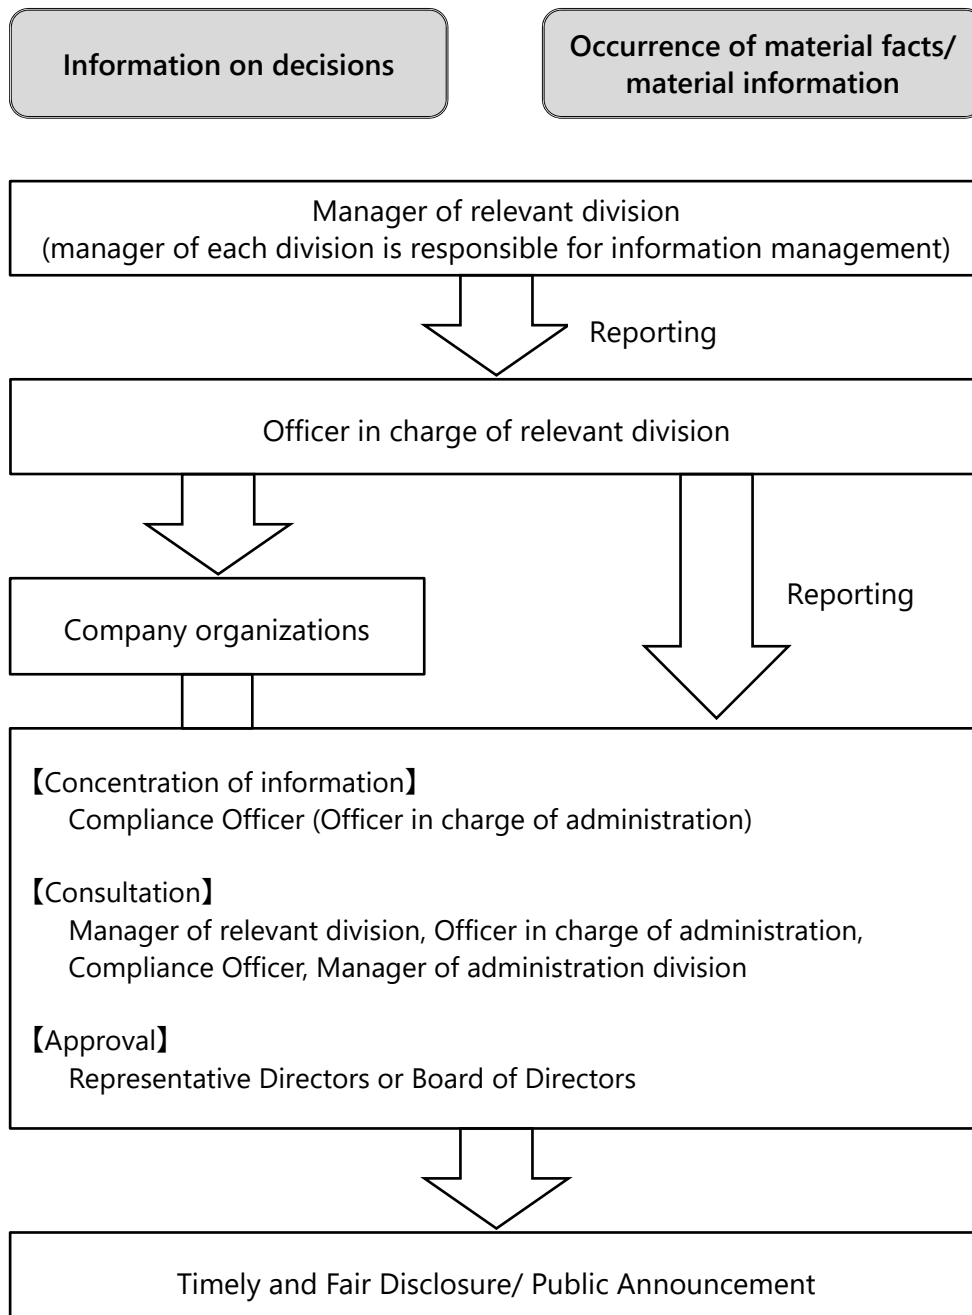 Information on decisions
Occurrence of material facts/
material information
Manager of relevant division
(manager of each division is responsible for information management)
Reporting
Officer in charge of relevant division
Reporting
Company organizations
【Concentration of information】
Compliance Officer (Officer in charge of administration)
【Consultation】
Manager of relevant division, Officer in charge of administration,
Compliance Officer, Manager of administration division
【Approval】
Representative Directors or Board of Directors
Timely and Fair Disclosure/ Public Announcement